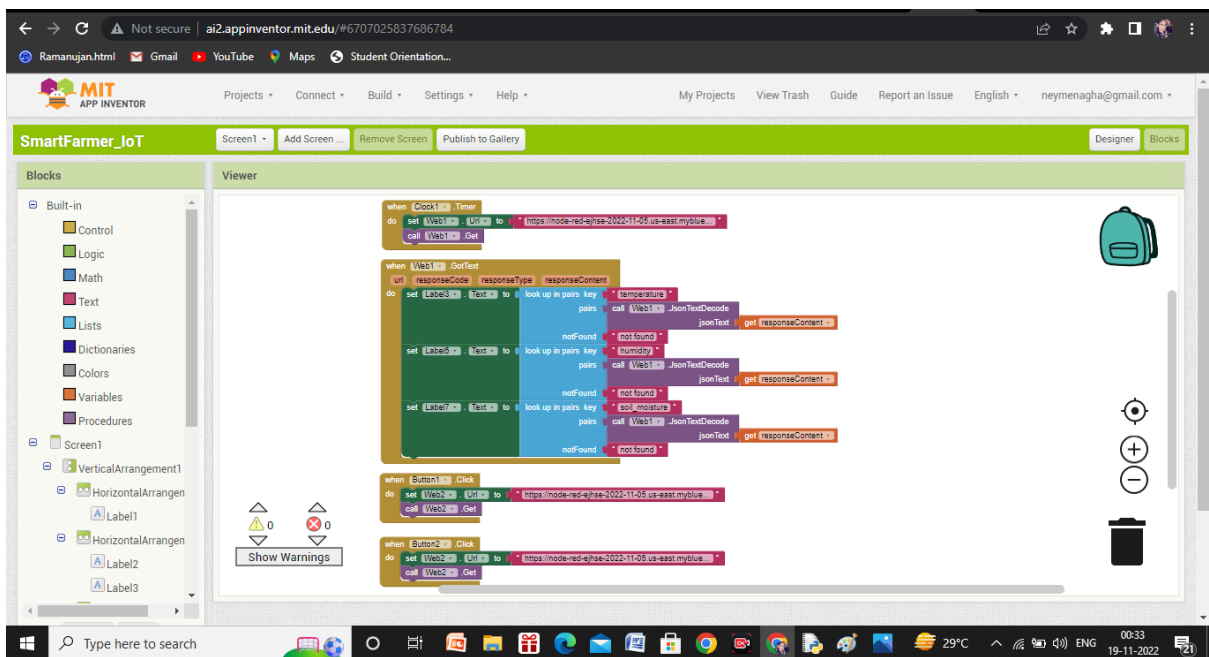 Not secure | ai2.appinventor.mit.edu/#6707025837686784
Ramanujan.html Gmail YouTube Maps Student Orientation...
MIT
APP INVENTOR
Projects Connect Build Settings Help My Projects View Trash Guide Report an Issue English neymenagha@gmail.com
SmartFarmer_IoT Screen1 Add Screen ... Remove Screen Publish to Gallery Designer Blocks
Blocks Viewer
Built-in
Control
Logic
Math
Text
Lists
Dictionaries
Colors
Variables
Procedures
Screen1
VerticalArrangement1
HorizontalArrangen
Label1
HorizontalArrangen
Label2
Label3
when Clock1 .Timer
do set Web1 . Url to " https://node-red-ejhse-2022-11-05.us-east.myblue... "
call Web1 .Get
when Web1 .GotText
url responseCode responseType responseContent
do set Label3 . Text to look up in pairs key " temperature "
pairs call Web1 .JsonTextDecode
jsonText get responseContent
notFound " not found "
set Label5 . Text to look up in pairs key " humidity "
pairs call Web1 .JsonTextDecode
jsonText get responseContent
notFound " not found "
set Label7 . Text to look up in pairs key " soil_moisture "
pairs call Web1 .JsonTextDecode
jsonText get responseContent
notFound " not found "
when Button1 .Click
do set Web2 . Url to " https://node-red-ejhse-2022-11-05.us-east.myblue... "
call Web2 .Get
when Button2 .Click
do set Web2 . Url to " https://node-red-ejhse-2022-11-05.us-east.myblue... "
call Web2 .Get
0 0
Show Warnings
Type here to search 29°C ENG 00:33
19-11-2022
21